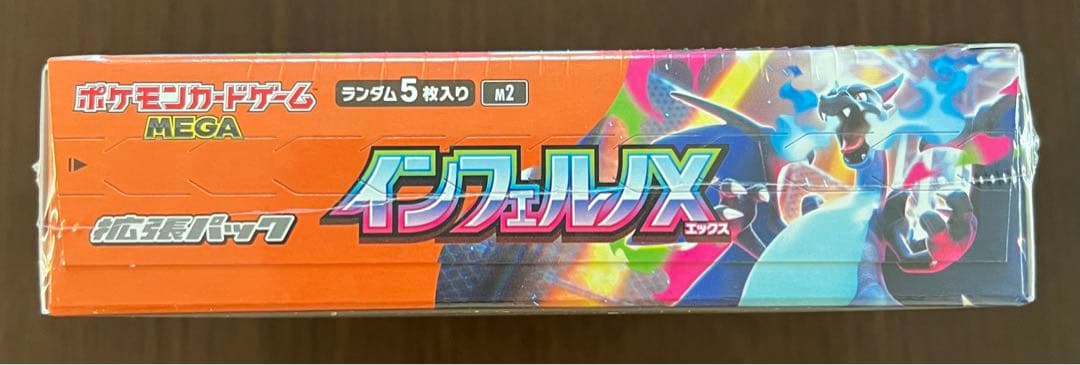 ポケモンカードゲーム
MEGA
ランダム5枚入り M2
インフェルノX
エックス
拡張パック